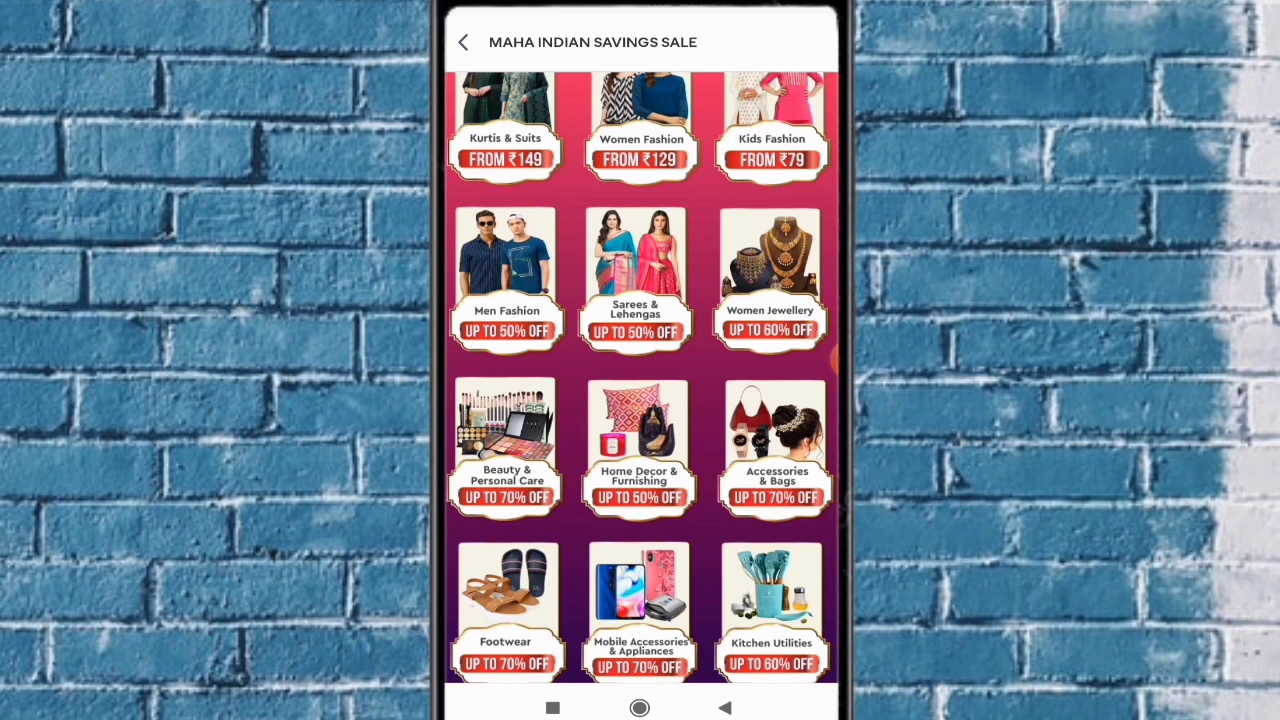 MAHA INDIAN SAVINGS SALE
Kurtis & Suits
FROM ₹149
Women Fashion
FROM ₹129
Kids Fashion
FROM ₹79
Men Fashion
UP TO 50% OFF
Sarees &
Lehengas
UP TO 50% OFF
Women Jewellery
UP TO 60% OFF
Beauty &
Personal Care
UP TO 70% OFF
Home Decor &
Furnishing
UP TO 50% OFF
Accessories
& Bags
UP TO 70% OFF
Footwear
UP TO 70% OFF
Mobile Accessories
& Appliances
UP TO 70% OFF
Kitchen Utilities
UP TO 60% OFF